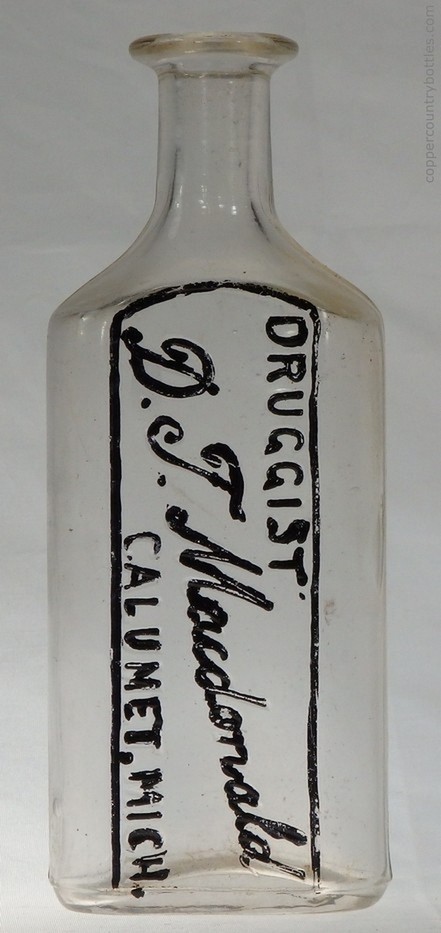 DRUGGIST.
D. T. Macdonald
CALUMET, MICH.
coppercountrybottles.com